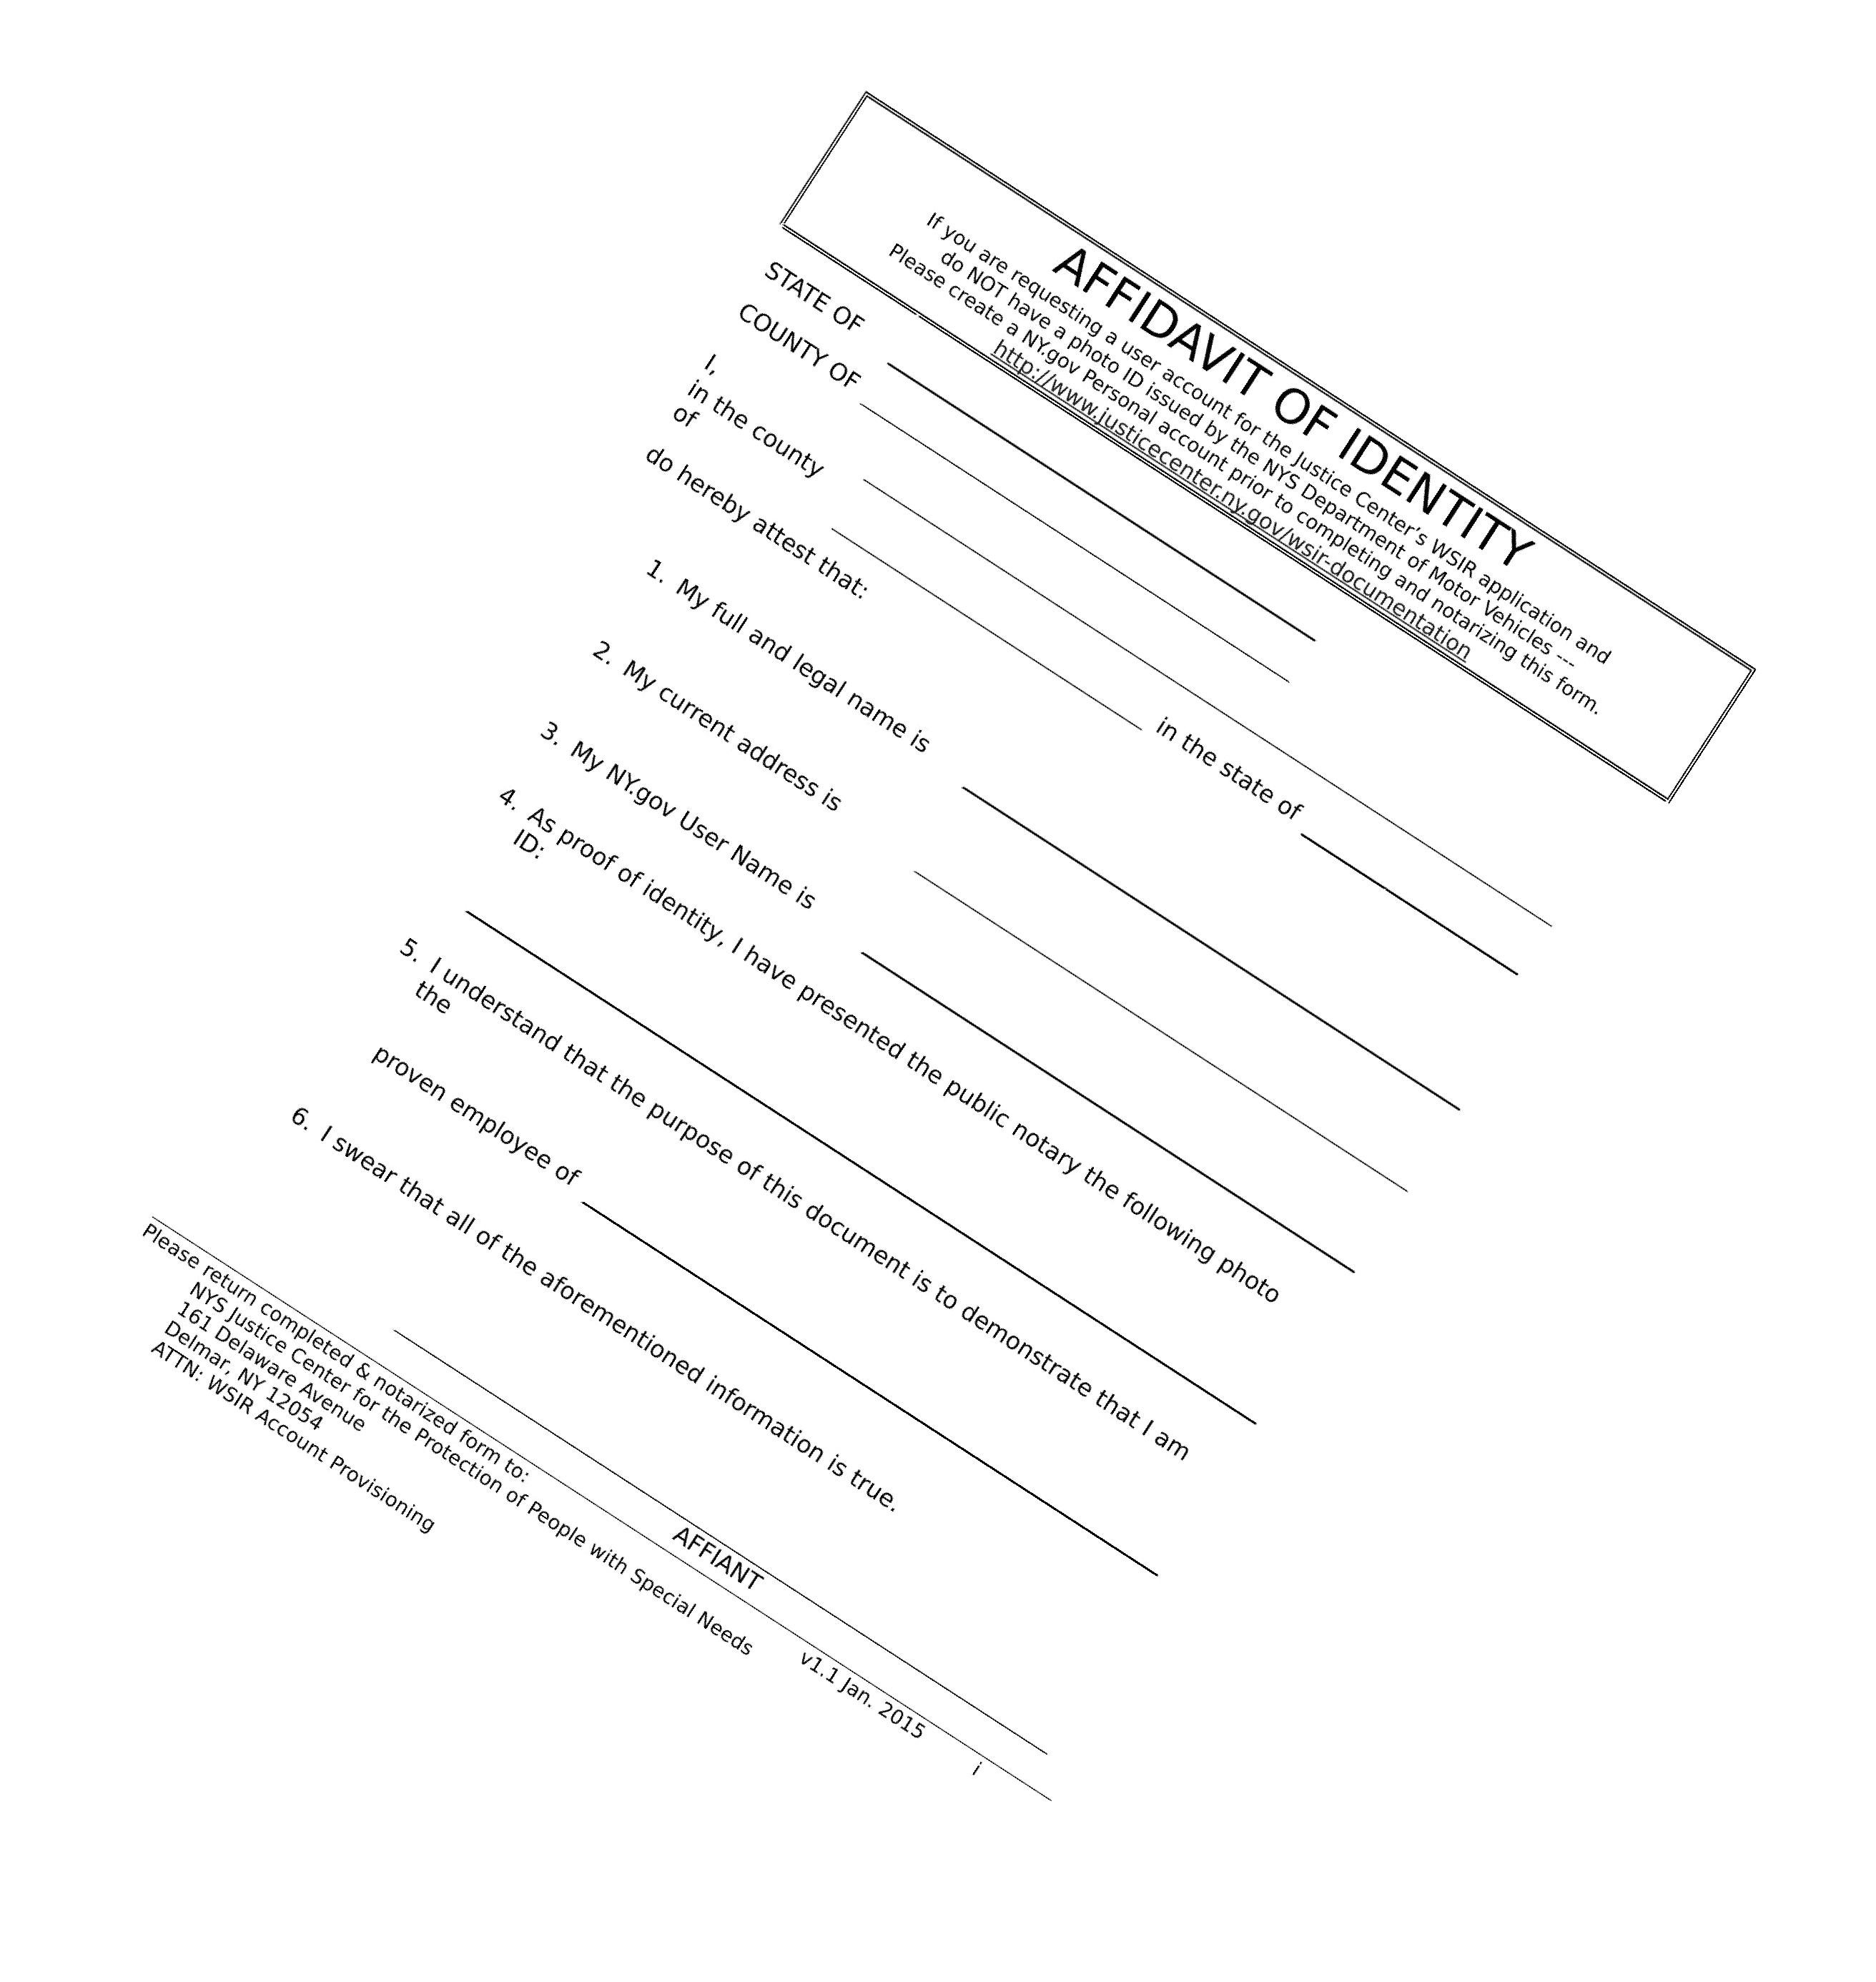 AFFIDAVIT OF IDENTITY
If you are requesting a user account for the Justice Center’s WSIR application and
do NOT have a photo ID issued by the NYS Department of Motor Vehicles ---
Please create a NY.gov Personal account prior to completing and notarizing this form.
http://www.justicecenter.ny.gov/wsir-documentation
STATE OF
COUNTY OF
I,
in the county
of
in the state of
do hereby attest that:
1. My full and legal name is
2. My current address is
3. My NY.gov User Name is
4. As proof of identity, I have presented the public notary the following photo
ID:
5. I understand that the purpose of this document is to demonstrate that I am
the
proven employee of
6. I swear that all of the aforementioned information is true.
AFFIANT
Please return completed & notarized form to:
NYS Justice Center for the Protection of People with Special Needs
161 Delaware Avenue
Delmar, NY 12054
ATTN: WSIR Account Provisioning
v1.1 Jan. 2015
i